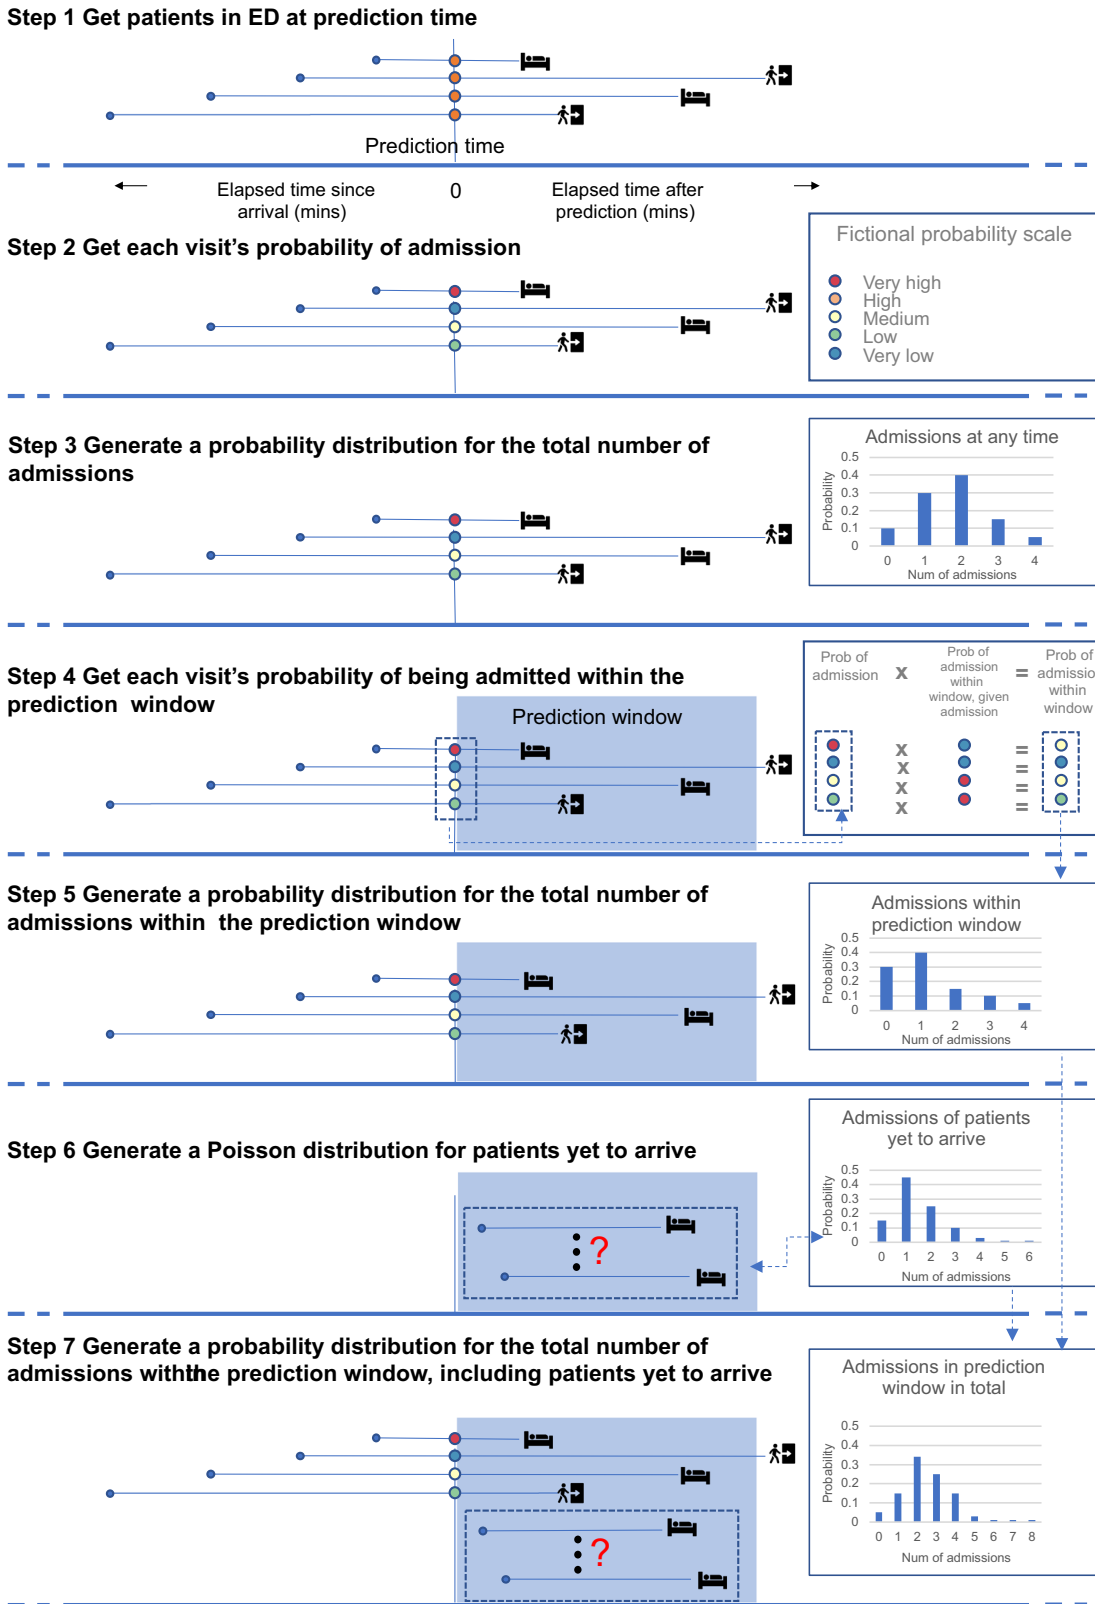 Step 1 Get patients in ED at prediction time
Prediction time
Elapsed time since
arrival (mins)
0
Elapsed time after
prediction (mins)
Step 2 Get each visit's probability of admission
Fictional probability scale
Very high
High
Medium
Low
Very low
Step 3 Generate a probability distribution for the total number of
admissions
Admissions at any time
Probability
0.5
0.4
0.3
0.2
0.1
0
0 1 2 3 4
Num of admissions
Step 4 Get each visit's probability of being admitted within the
prediction window
Prediction window
Prob of
admission
x
Prob of
admission
within
window, given
admission
=
Prob of
admissio
within
window
x =
x =
x =
x =
Step 5 Generate a probability distribution for the total number of
admissions within the prediction window
Admissions within
prediction window
Probability
0.5
0.4
0.3
0.2
0.1
0
0 1 2 3 4
Num of admissions
Step 6 Generate a Poisson distribution for patients yet to arrive
?
Admissions of patients
yet to arrive
Probability
0.5
0.4
0.3
0.2
0.1
0
0 1 2 3 4 5 6
Num of admissions
Step 7 Generate a probability distribution for the total number of
admissions within the prediction window, including patients yet to arrive
?
Admissions in prediction
window in total
Probability
0.5
0.4
0.3
0.2
0.1
0
0 1 2 3 4 5 6 7 8
Num of admissions